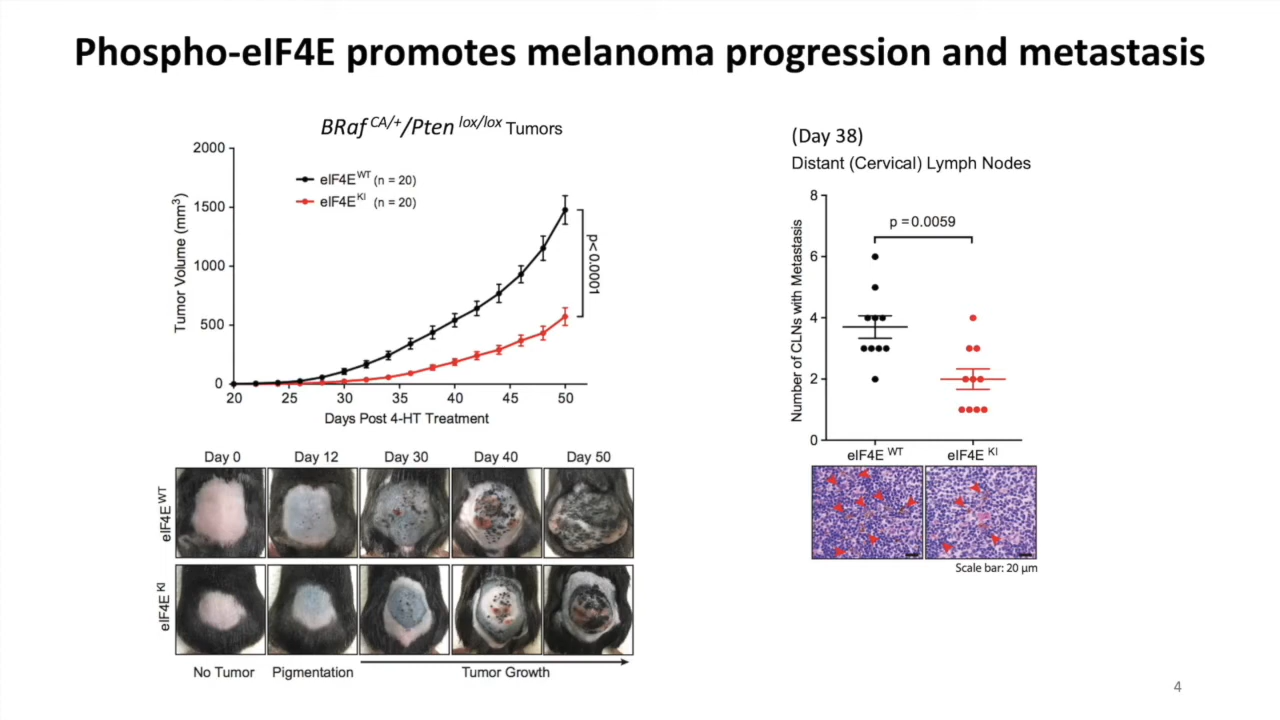 Phospho-eIF4E promotes melanoma progression and metastasis
BRaf CA/+/Pten lox/lox Tumors
2000
1500
1000
500
0
Tumor Volume (mm3)
eIF4E WT (n = 20)
eIF4E KI (n = 20)
p<0.0001
20 25 30 35 40 45 50
Days Post 4-HT Treatment
Day 0 Day 12 Day 30 Day 40 Day 50
eIF4E WT
eIF4E KI
No Tumor Pigmentation Tumor Growth
(Day 38)
Distant (Cervical) Lymph Nodes
Number of CLNs with Metastasis
8
6
4
2
0
p = 0.0059
eIF4E WT eIF4E KI
Scale bar: 20 μm
4